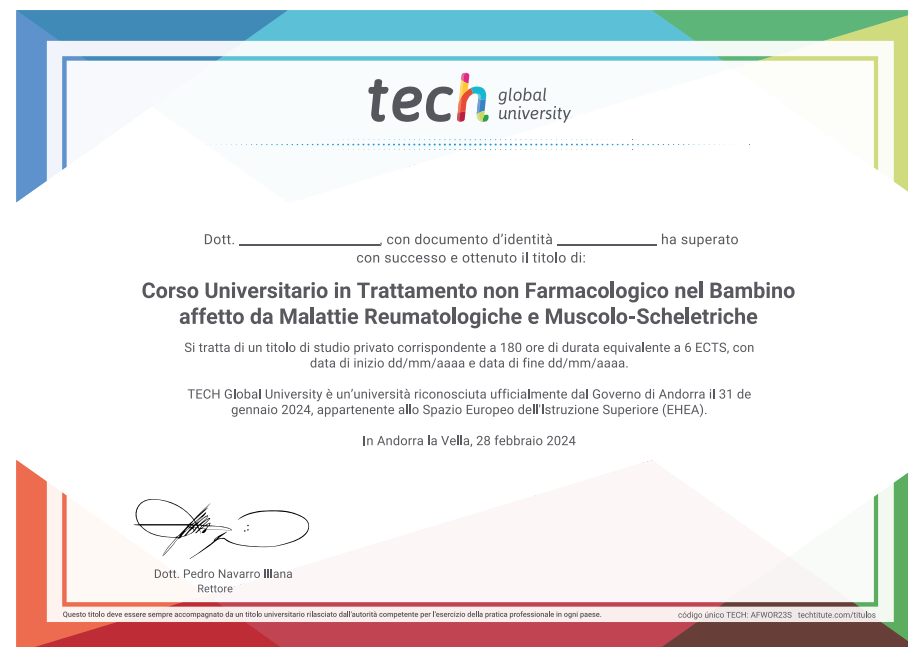 tech global university
Dott. ____________________, con documento d'identità ______________ ha superato
con successo e ottenuto il titolo di:
Corso Universitario in Trattamento non Farmacologico nel Bambino
affetto da Malattie Reumatologiche e Muscolo-Scheletriche
Si tratta di un titolo di studio privato corrispondente a 180 ore di durata equivalente a 6 ECTS, con
data di inizio dd/mm/aaaa e data di fine dd/mm/aaaa.
TECH Global University è un'università riconosciuta ufficialmente dal Governo di Andorra il 31 de
gennaio 2024, appartenente allo Spazio Europeo dell'Istruzione Superiore (EHEA).
In Andorra la Vella, 28 febbraio 2024
Dott. Pedro Navarro Illana
Rettore
Questo titolo deve essere sempre accompagnato da un titolo universitario rilasciato dall'autorità competente per l'esercizio della pratica professionale in ogni paese.
código único TECH: AFWOR23S techtitute.com/titulos